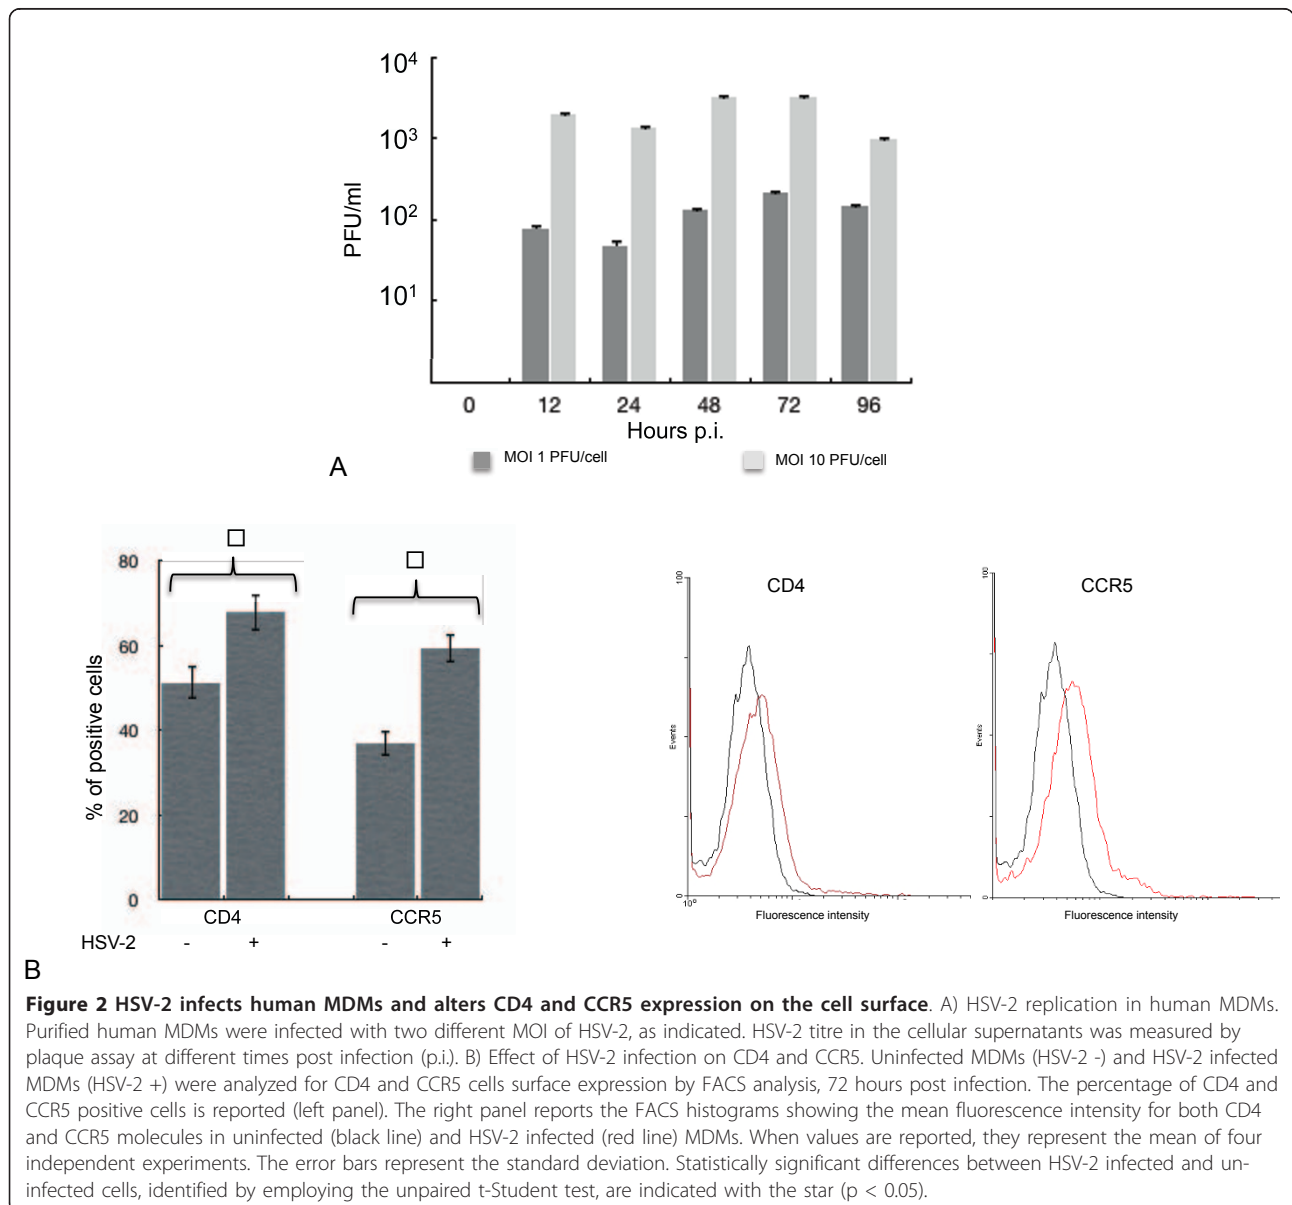 10⁴
10³
10²
10¹
PFU/ml
0 12 24 48 72 96
Hours p.i.
MOI 1 PFU/cell MOI 10 PFU/cell
A
80
60
40
20
0
% of positive cells
CD4 CCR5
HSV-2 - + - +
100
CD4
Events
0
10⁰
Fluorescence intensity
100
CCR5
Events
0
Fluorescence intensity
B
Figure 2 HSV-2 infects human MDMs and alters CD4 and CCR5 expression on the cell surface. A) HSV-2 replication in human MDMs.
Purified human MDMs were infected with two different MOI of HSV-2, as indicated. HSV-2 titre in the cellular supernatants was measured by
plaque assay at different times post infection (p.i.). B) Effect of HSV-2 infection on CD4 and CCR5. Uninfected MDMs (HSV-2 -) and HSV-2 infected
MDMs (HSV-2 +) were analyzed for CD4 and CCR5 cells surface expression by FACS analysis, 72 hours post infection. The percentage of CD4 and
CCR5 positive cells is reported (left panel). The right panel reports the FACS histograms showing the mean fluorescence intensity for both CD4
and CCR5 molecules in uninfected (black line) and HSV-2 infected (red line) MDMs. When values are reported, they represent the mean of four
independent experiments. The error bars represent the standard deviation. Statistically significant differences between HSV-2 infected and un-
infected cells, identified by employing the unpaired t-Student test, are indicated with the star (p < 0.05).